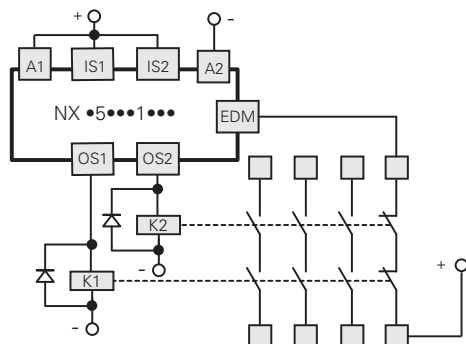 + -
A1 IS1 IS2 A2
NX •5•••1••• EDM
OS1 OS2
K2
-
K1
+
-